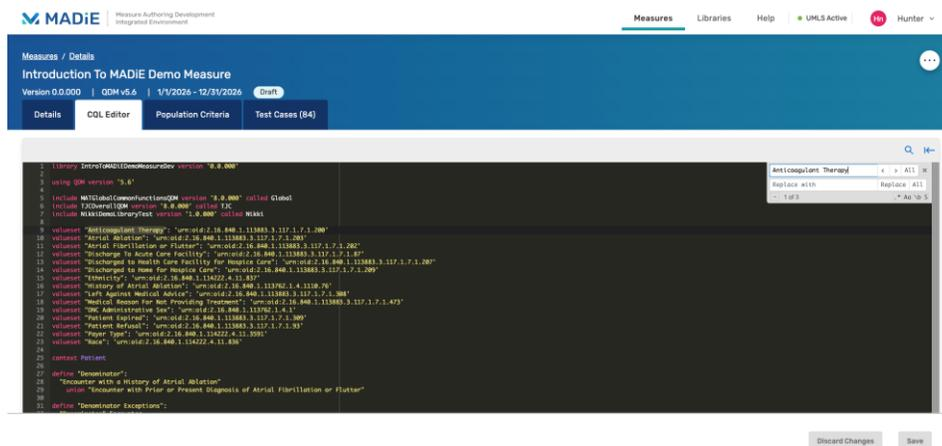 MADiE Measure Authoring Development
Integrated Environment
Measures Libraries Help UMLS Active Hn Hunter
Measures / Details
Introduction To MADiE Demo Measure
Version 0.0.000 | QDM v5.6 | 1/1/2026 - 12/31/2026 Draft
Details CQL Editor Population Criteria Test Cases (84)
Anticoagulant Therapy < > All ×
Replace with Replace All
- 1 of 3 .* Aa \b S
1 library IntroToMADiEDemoMeasureDev version '0.0.000'
2
3 using QDM version '5.6'
4
5 include MATGlobalCommonFunctionsQDM version '8.0.000' called Global
6 include TJCOverallQDM version '8.0.000' called TJC
7 include NikkiDemoLibraryTest version '1.0.000' called Nikki
8
9 valueset "Anticoagulant Therapy": 'urn:oid:2.16.840.1.113883.3.117.1.7.1.200'
10 valueset "Atrial Ablation": 'urn:oid:2.16.840.1.113883.3.117.1.7.1.203'
11 valueset "Atrial Fibrillation or Flutter": 'urn:oid:2.16.840.1.113883.3.117.1.7.1.202'
12 valueset "Discharge To Acute Care Facility": 'urn:oid:2.16.840.1.113883.3.117.1.7.1.87'
13 valueset "Discharged to Health Care Facility for Hospice Care": 'urn:oid:2.16.840.1.113883.3.117.1.7.1.207'
14 valueset "Discharged to Home for Hospice Care": 'urn:oid:2.16.840.1.113883.3.117.1.7.1.209'
15 valueset "Ethnicity": 'urn:oid:2.16.840.1.114222.4.11.837'
16 valueset "History of Atrial Ablation": 'urn:oid:2.16.840.1.113762.1.4.1110.76'
17 valueset "Left Against Medical Advice": 'urn:oid:2.16.840.1.113883.3.117.1.7.1.308'
18 valueset "Medical Reason For Not Providing Treatment": 'urn:oid:2.16.840.1.113883.3.117.1.7.1.473'
19 valueset "ONC Administrative Sex": 'urn:oid:2.16.840.1.113762.1.4.1'
20 valueset "Patient Expired": 'urn:oid:2.16.840.1.113883.3.117.1.7.1.309'
21 valueset "Patient Refusal": 'urn:oid:2.16.840.1.113883.3.117.1.7.1.93'
22 valueset "Payer Type": 'urn:oid:2.16.840.1.114222.4.11.3591'
23 valueset "Race": 'urn:oid:2.16.840.1.114222.4.11.836'
24
25 context Patient
26
27 define "Denominator":
28 "Encounter with a History of Atrial Ablation"
29 union "Encounter with Prior or Present Diagnosis of Atrial Fibrillation or Flutter"
30
31 define "Denominator Exceptions":
Discard Changes Save